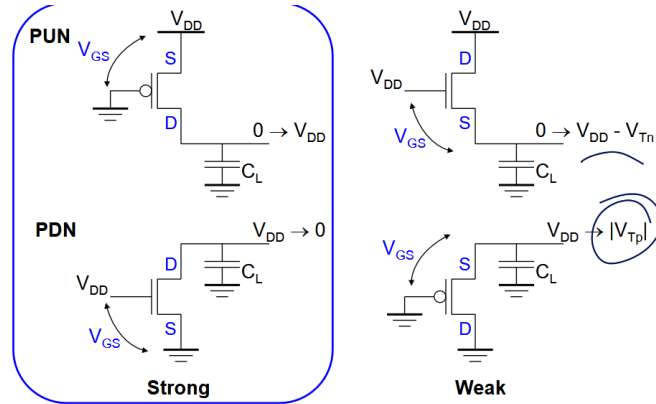 PUN
V_DD
V_GS
S
D
0 → V_DD
C_L
V_DD
D
V_DD
V_GS
S
0 → V_DD - V_Tn
C_L
PDN
V_DD → 0
D
C_L
V_DD
V_GS
S
V_DD → |V_Tp|
V_GS
S
C_L
D
Strong
Weak